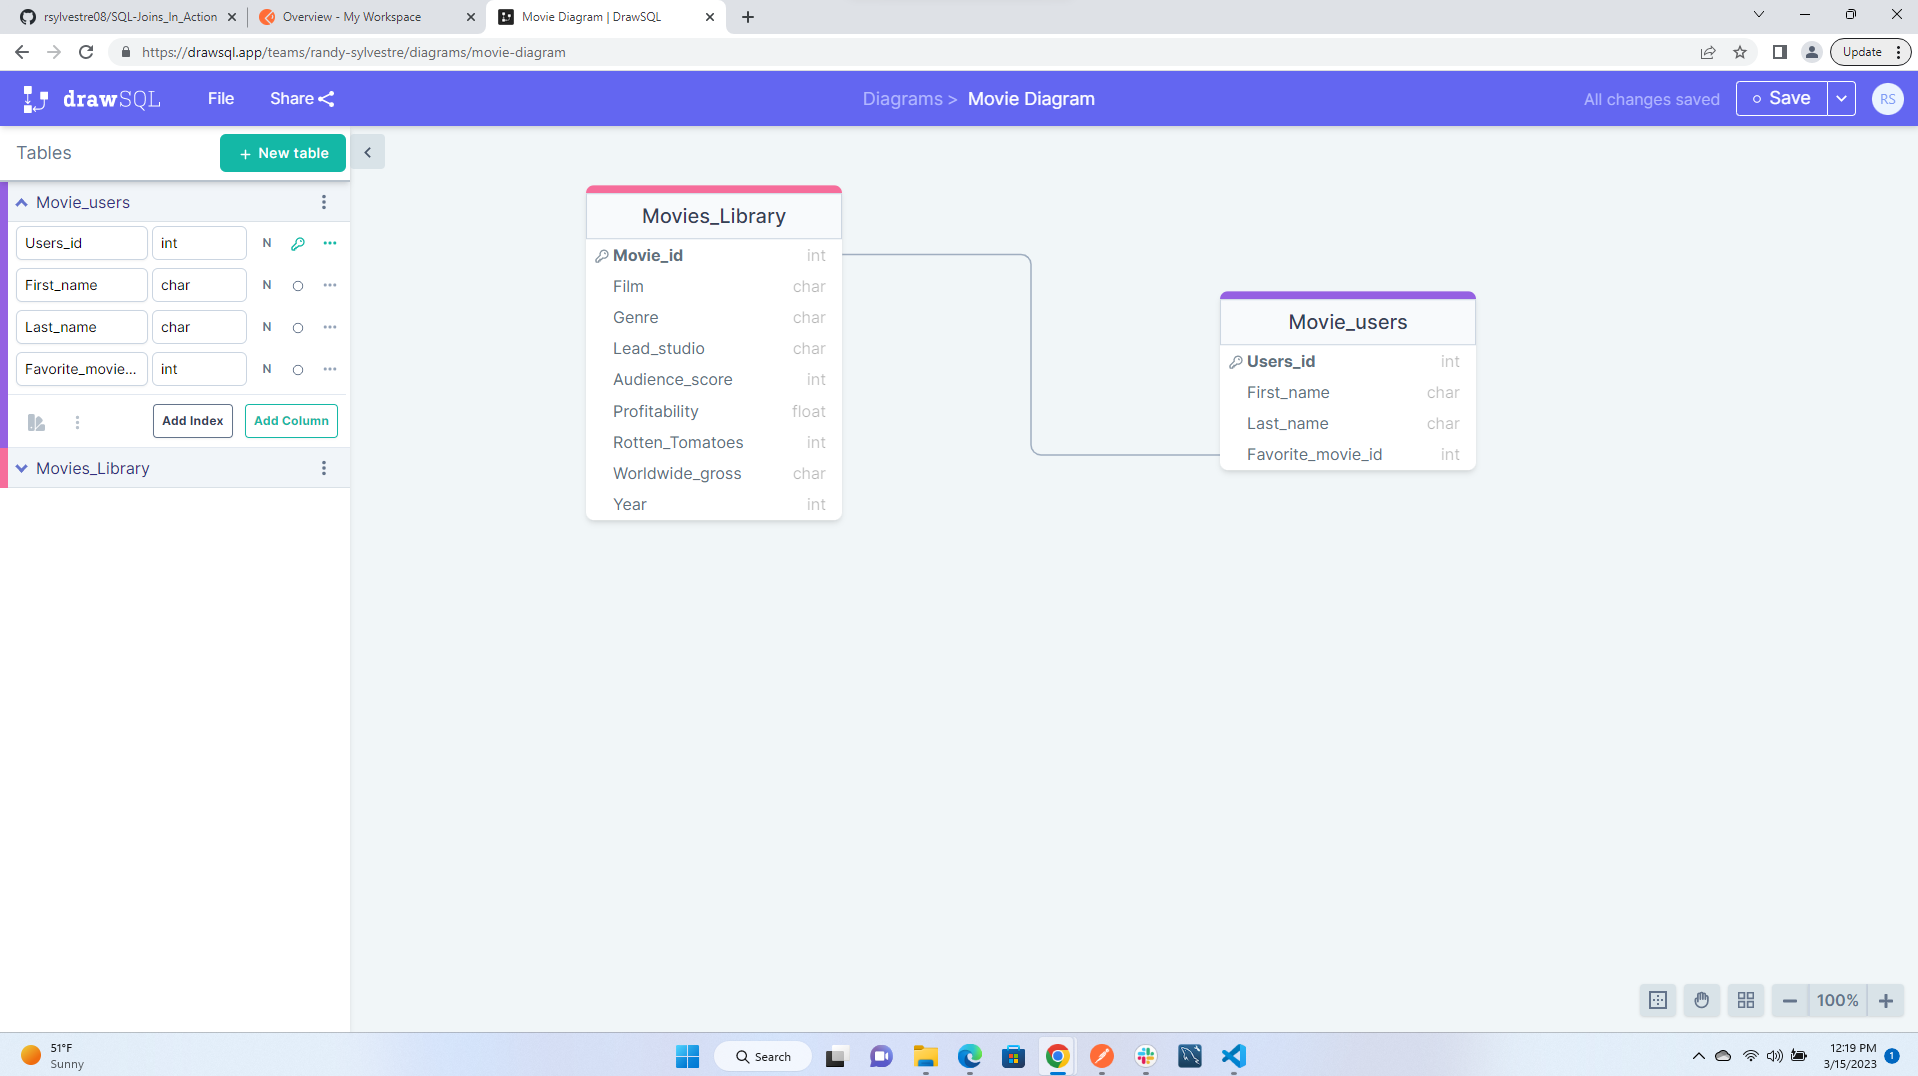 rsylvestre08/SQL-Joins_In_Action
Overview - My Workspace
Movie Diagram | DrawSQL
https://drawsql.app/teams/randy-sylvestre/diagrams/movie-diagram
Update
drawSQL
File
Share
Diagrams > Movie Diagram
All changes saved
Save
RS
Tables
+ New table
Movie_users
Users_id int N
First_name char N
Last_name char N
Favorite_movie... int N
Add Index
Add Column
Movies_Library
Movies_Library
Movie_id int
Film char
Genre char
Lead_studio char
Audience_score int
Profitability float
Rotten_Tomatoes int
Worldwide_gross char
Year int
Movie_users
Users_id int
First_name char
Last_name char
Favorite_movie_id int
100%
51°F
Sunny
Search
12:19 PM
3/15/2023
1